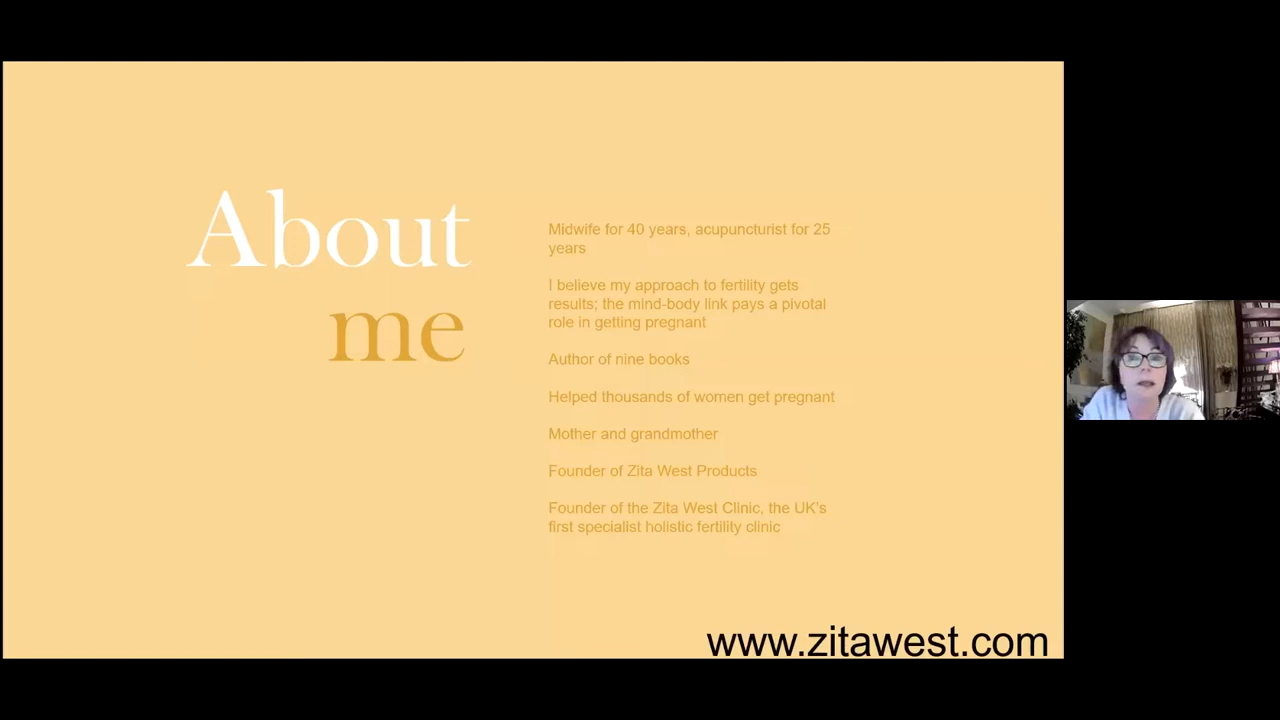 About
me
Midwife for 40 years, acupuncturist for 25
years
I believe my approach to fertility gets
results; the mind-body link pays a pivotal
role in getting pregnant
Author of nine books
Helped thousands of women get pregnant
Mother and grandmother
Founder of Zita West Products
Founder of the Zita West Clinic, the UK's
first specialist holistic fertility clinic
www.zitawest.com